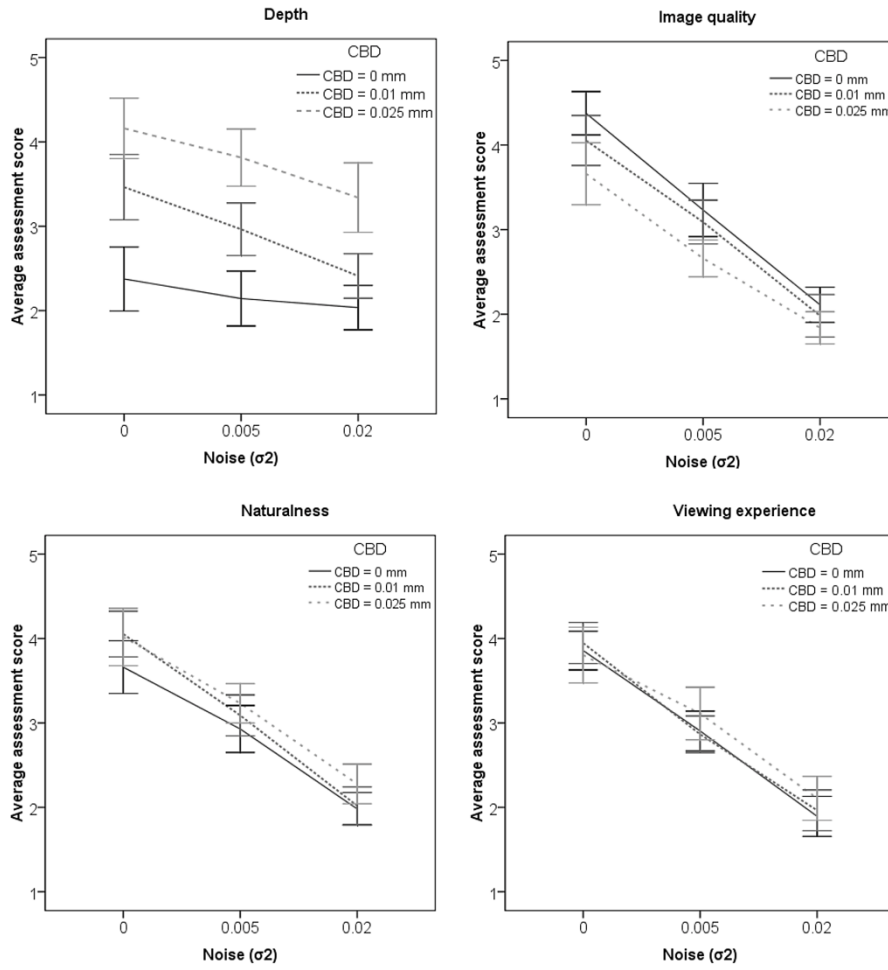 Depth
CBD
CBD = 0 mm
CBD = 0.01 mm
CBD = 0.025 mm
Average assessment score
5
4
3
2
1
0
0.005
0.02
Noise (σ2)
Image quality
CBD
CBD = 0 mm
CBD = 0.01 mm
CBD = 0.025 mm
Average assessment score
5
4
3
2
1
0
0.005
0.02
Noise (σ2)
Naturalness
CBD
CBD = 0 mm
CBD = 0.01 mm
CBD = 0.025 mm
Average assessment score
5
4
3
2
1
0
0.005
0.02
Noise (σ2)
Viewing experience
CBD
CBD = 0 mm
CBD = 0.01 mm
CBD = 0.025 mm
Average assessment score
5
4
3
2
1
0
0.005
0.02
Noise (σ2)